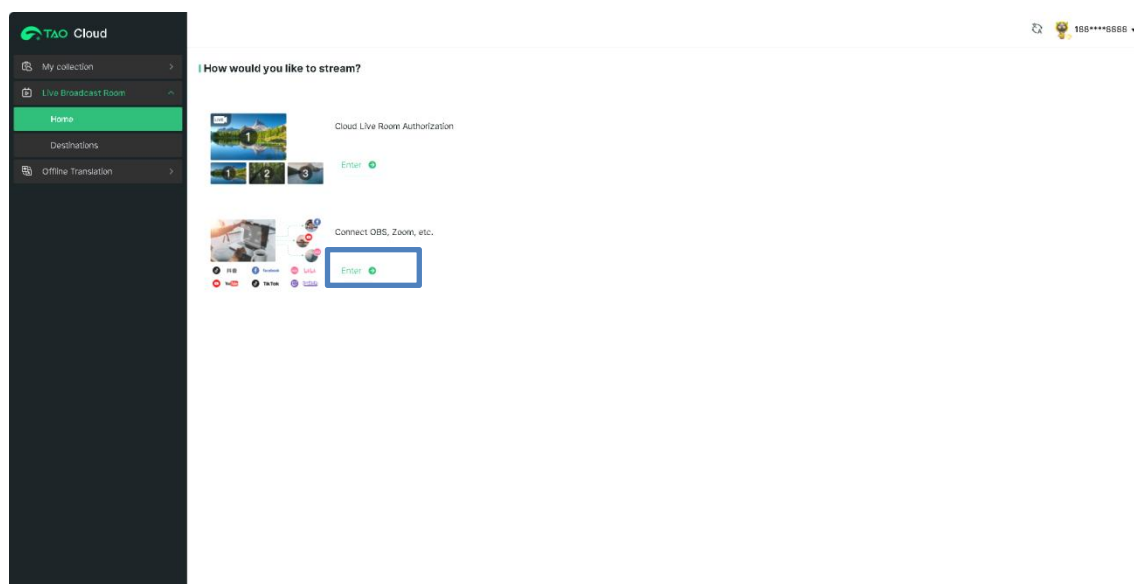 TAO Cloud
188****8888
My collection
Live Broadcast Room
Home
Destinations
Offline Translation
How would you like to stream?
LIVE
1
1 2 3
Cloud Live Room Authorization
Enter
Connect OBS, Zoom, etc.
Enter
抖音 facebook
YouTube TikTok